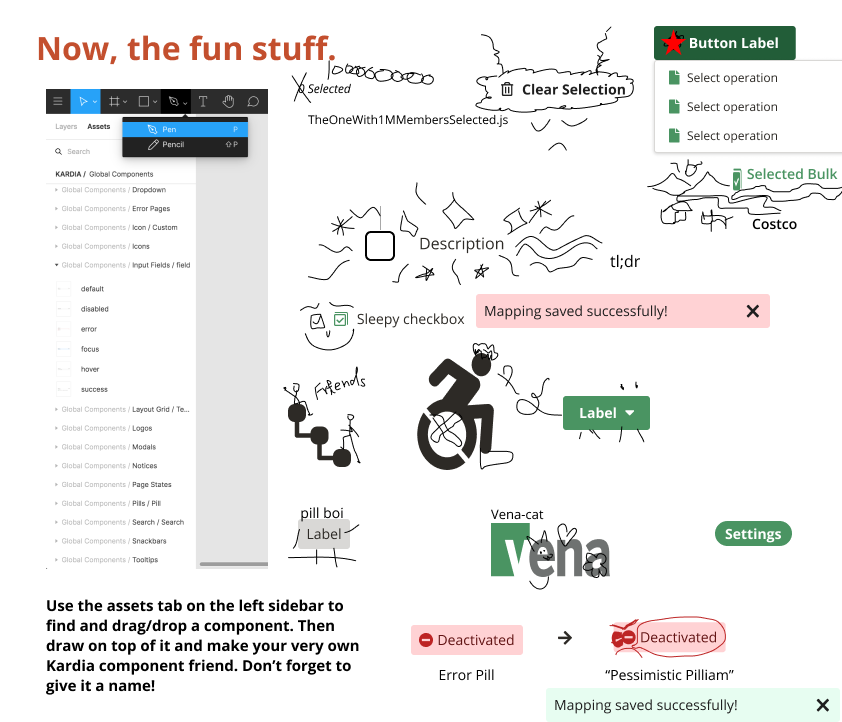 Now, the fun stuff.
0 Selected
Clear Selection
TheOneWith1MMembersSelected.js
Button Label
Select operation
Select operation
Select operation
Selected Bulk
Costco
Pen P
Pencil ⇧P
Layers Assets
Search
KARDIA / Global Components
Global Components / Dropdown
Global Components / Error Pages
Global Components / Icon / Custom
Global Components / Icons
Global Components / Input Fields / field
default
disabled
error
focus
hover
success
Global Components / Layout Grid / Te...
Global Components / Logos
Global Components / Modals
Global Components / Notices
Global Components / Page States
Global Components / Pills / Pill
Global Components / Search / Search
Global Components / Snackbars
Global Components / Tooltips
Description
tl;dr
Sleepy checkbox
Mapping saved successfully!
Friends
Label
pill boi
Label
Vena-cat
vena
Settings
Use the assets tab on the left sidebar to
find and drag/drop a component. Then
draw on top of it and make your very own
Kardia component friend. Don’t forget to
give it a name!
Deactivated
Error Pill
Deactivated
“Pessimistic Pilliam”
Mapping saved successfully!